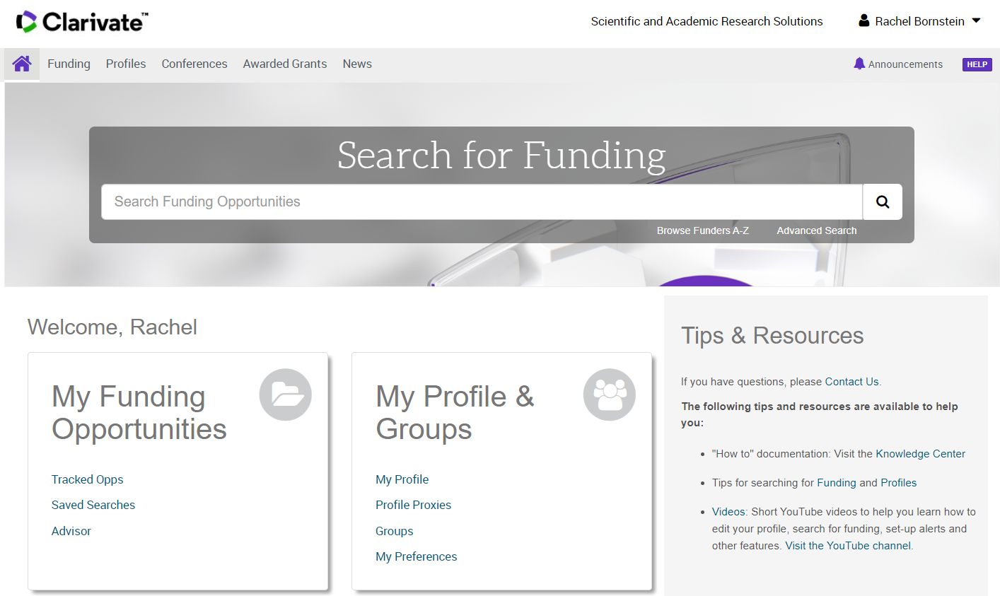 Clarivate™
Scientific and Academic Research Solutions
Rachel Bornstein
Funding
Profiles
Conferences
Awarded Grants
News
Announcements
HELP
Search for Funding
Search Funding Opportunities
Browse Funders A-Z
Advanced Search
Welcome, Rachel
My Funding
Opportunities
Tracked Opps
Saved Searches
Advisor
My Profile &
Groups
My Profile
Profile Proxies
Groups
My Preferences
Tips & Resources
If you have questions, please Contact Us.
The following tips and resources are available to help
you:
• "How to" documentation: Visit the Knowledge Center
• Tips for searching for Funding and Profiles
• Videos: Short YouTube videos to help you learn how to
edit your profile, search for funding, set-up alerts and
other features. Visit the YouTube channel.